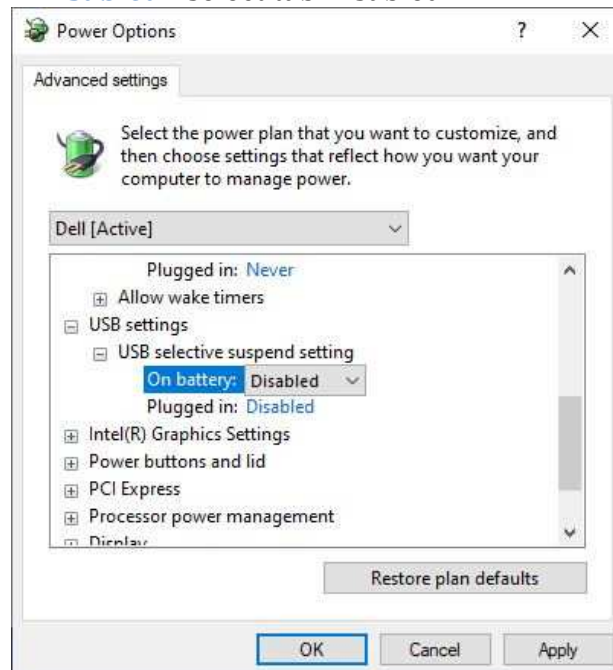 Power Options
Advanced settings
Select the power plan that you want to customize, and
then choose settings that reflect how you want your
computer to manage power.
Dell [Active]
Plugged in: Never
Allow wake timers
USB settings
USB selective suspend setting
On battery: Disabled
Plugged in: Disabled
Intel(R) Graphics Settings
Power buttons and lid
PCI Express
Processor power management
Display
Restore plan defaults
OK Cancel Apply